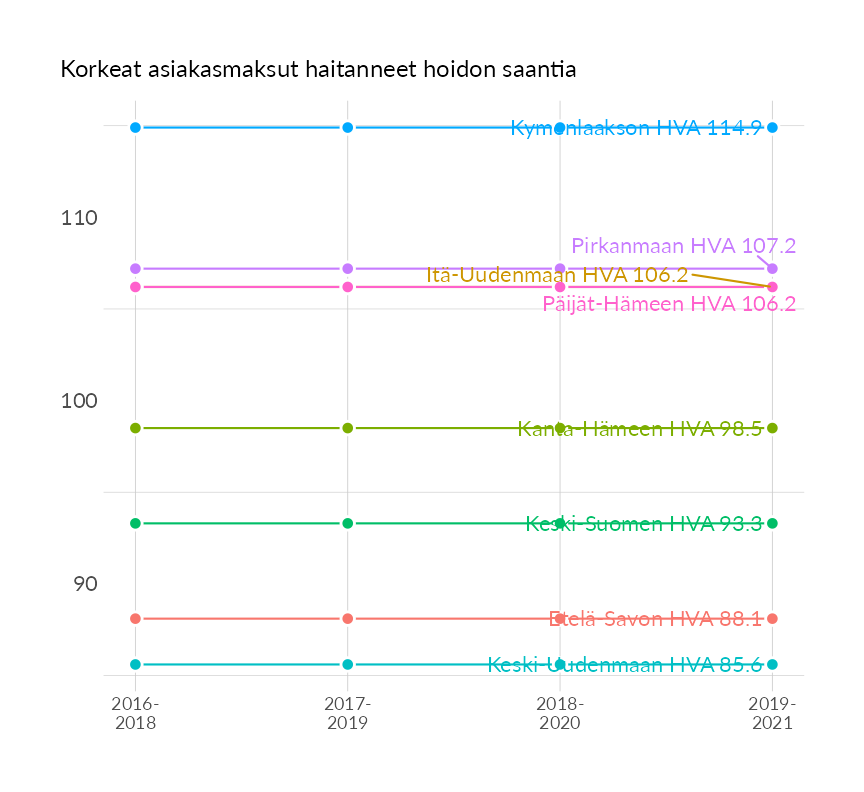 Korkeat asiakasmaksut haitanneet hoidon saantia
Kymenlaakson HVA 114.9
110
Pirkanmaan HVA 107.2
Itä-Uudenmaan HVA 106.2
Päijät-Hämeen HVA 106.2
100
Kanta-Hämeen HVA 98.5
Keski-Suomen HVA 93.3
90
Etelä-Savon HVA 88.1
Keski-Uudenmaan HVA 85.6
2016- 2017- 2018- 2019-
2018 2019 2020 2021